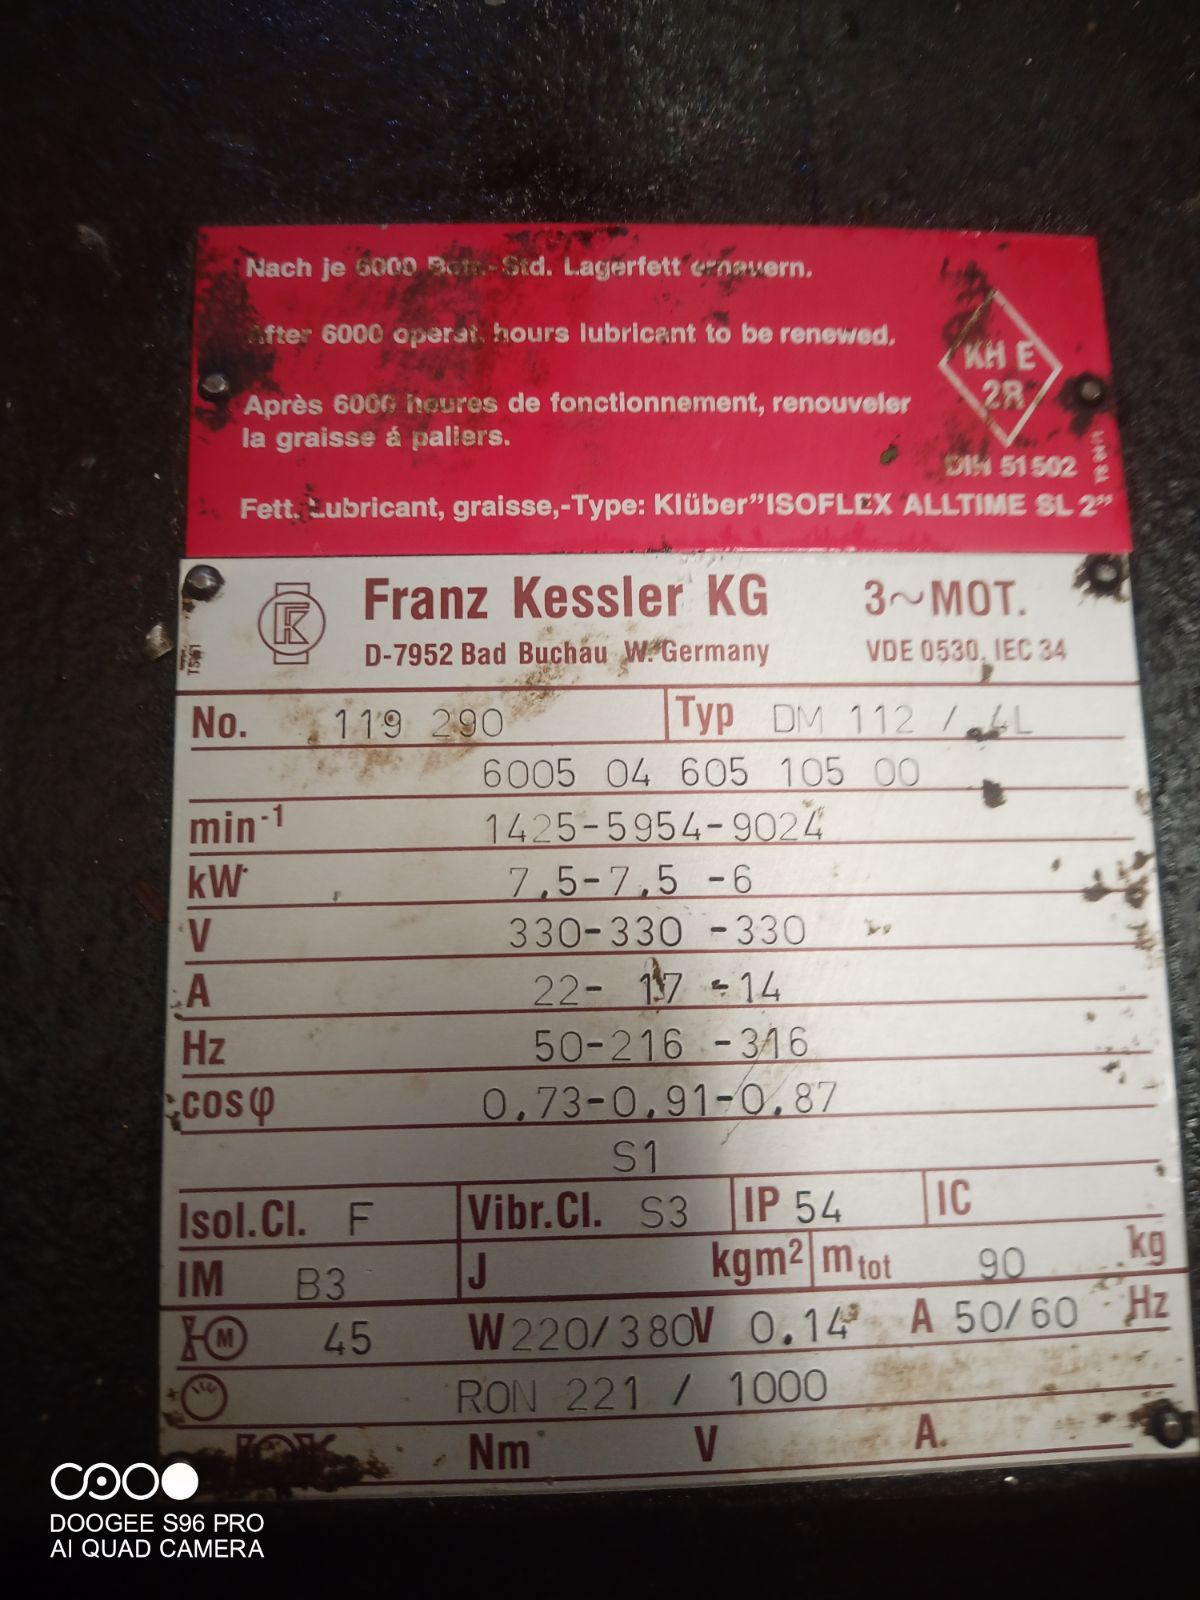 Nach je 6000 Betr.-Std. Lagerfett erneuern.
After 6000 operat. hours lubricant to be renewed.
Après 6000 heures de fonctionnement, renouveler
la graisse á paliers.
KH E
2R
DIN 51502
Fett, Lubricant, graisse,-Type: Klüber"ISOFLEX ALLTIME SL 2"
Franz Kessler KG 3~MOT.
D-7952 Bad Buchau W.Germany VDE 0530, IEC 34
No. 119 290 Typ DM 112 / 4L
6005 04 605 105 00
min-1 1425-5954-9024
kW 7,5-7,5 -6
V 330-330 -330
A 22- 17 -14
Hz 50-216 -316
cosφ 0,73-0,91-0,87
S1
Isol.Cl. F Vibr.Cl. S3 IP 54 IC
IM B3 J kgm² mtot 90 kg
M 45 W 220/380 V 0.14 A 50/60 Hz
RON 221 / 1000
Nm V A
DOOGEE S96 PRO
AI QUAD CAMERA